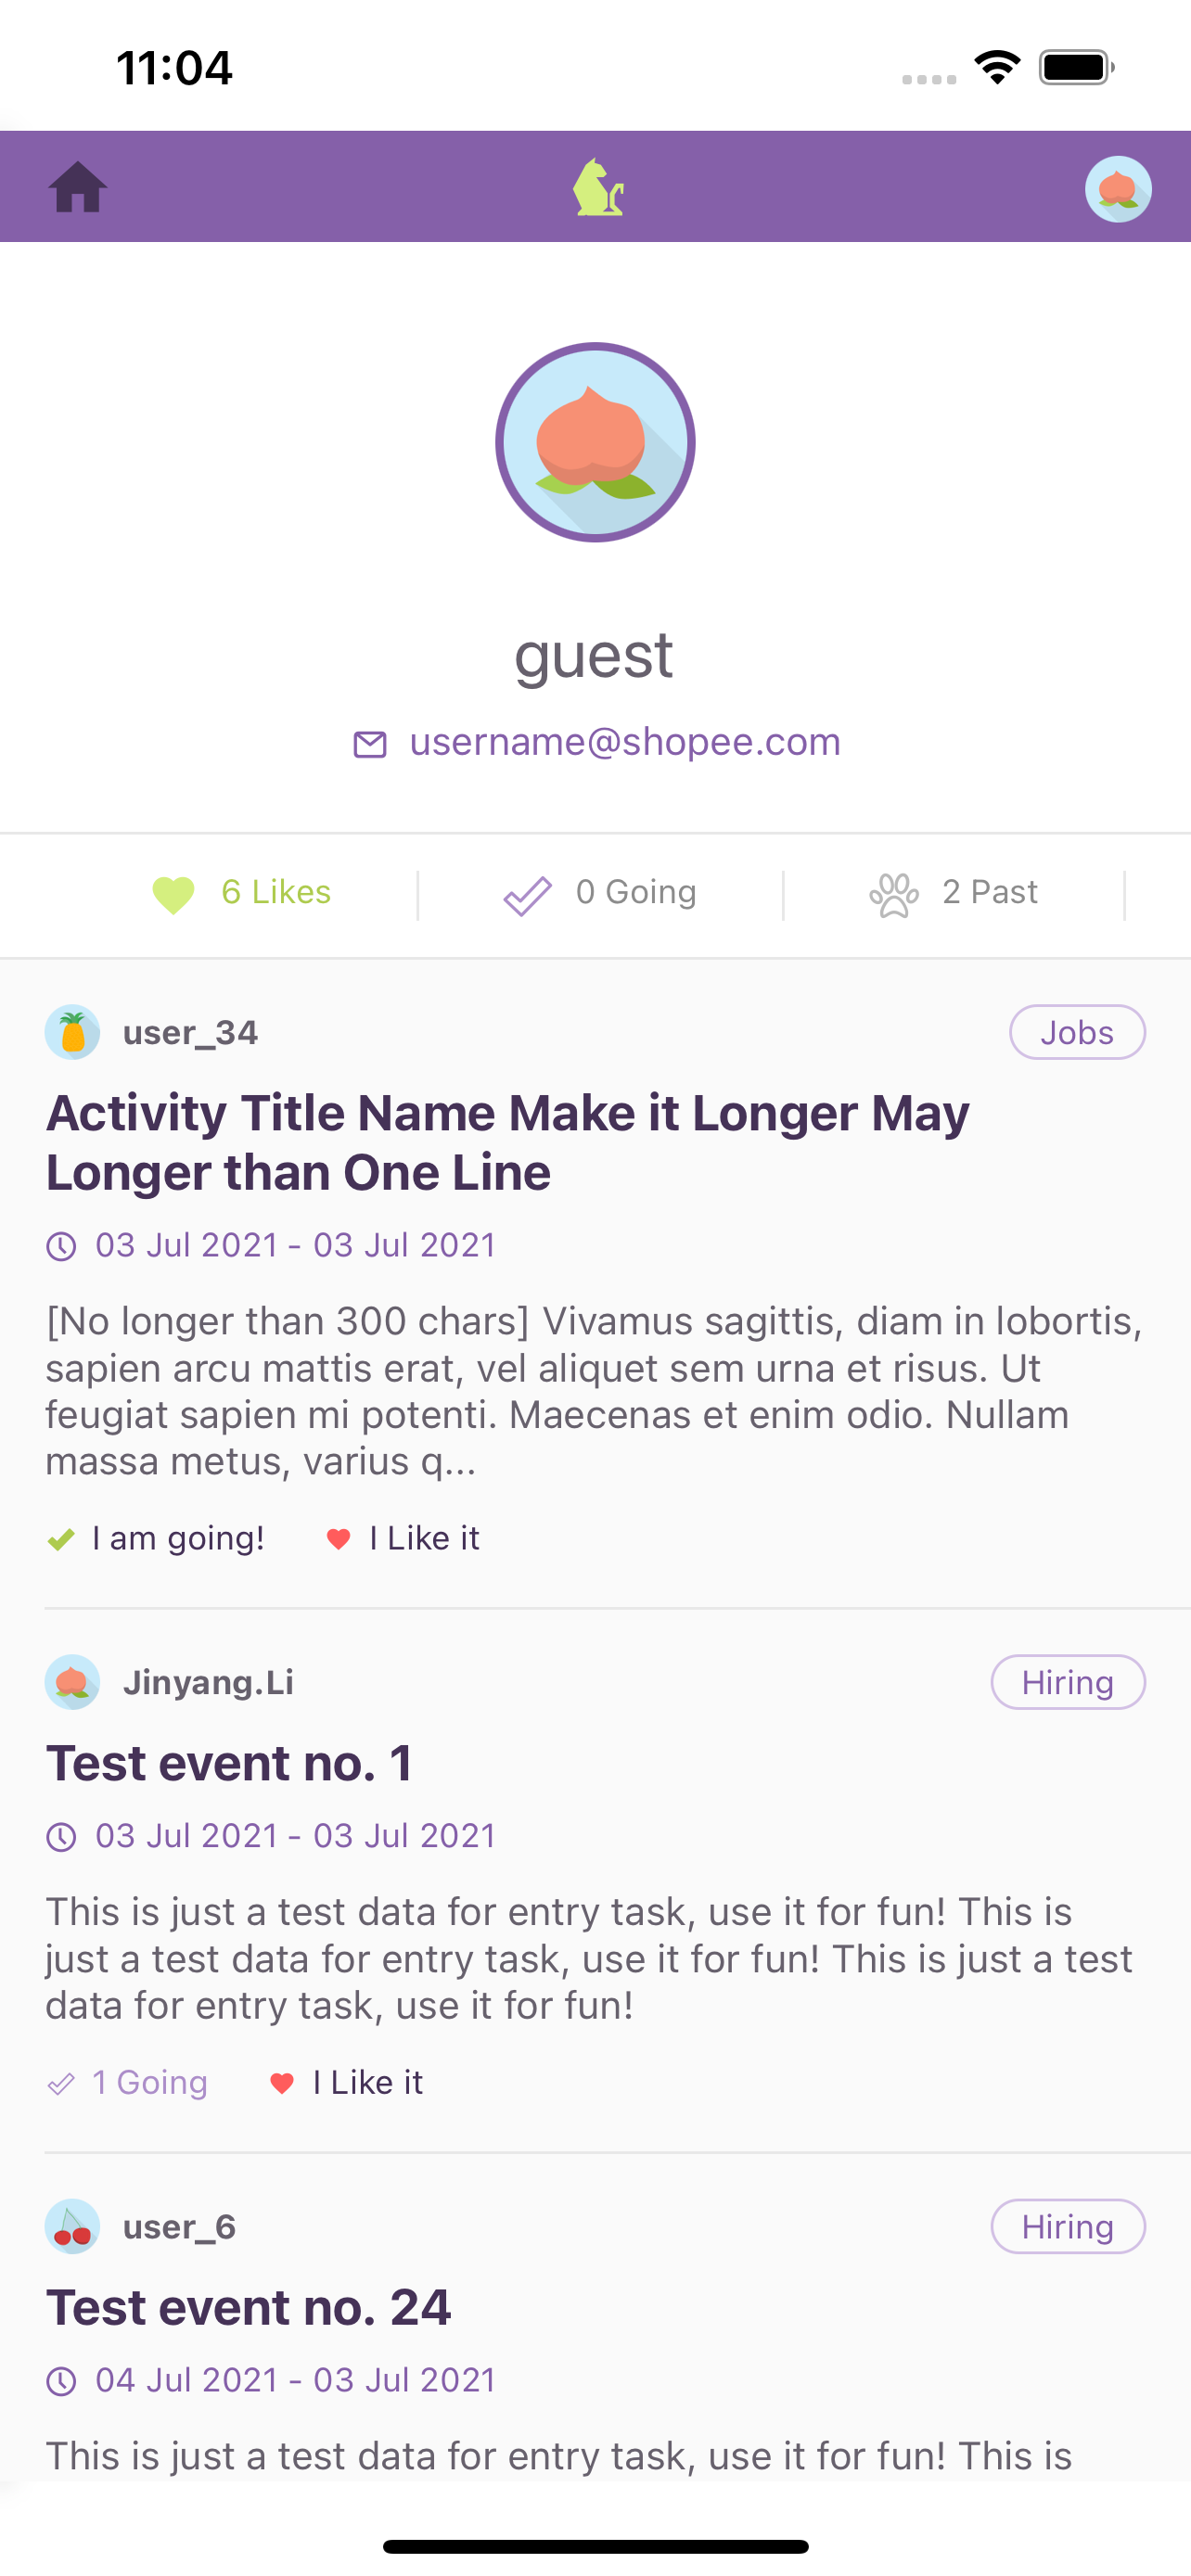 11:04
guest
username@shopee.com
6 Likes
0 Going
2 Past
user_34
Jobs
Activity Title Name Make it Longer May
Longer than One Line
03 Jul 2021 - 03 Jul 2021
[No longer than 300 chars] Vivamus sagittis, diam in lobortis,
sapien arcu mattis erat, vel aliquet sem urna et risus. Ut
feugiat sapien mi potenti. Maecenas et enim odio. Nullam
massa metus, varius q...
I am going!
I Like it
Jinyang.Li
Hiring
Test event no. 1
03 Jul 2021 - 03 Jul 2021
This is just a test data for entry task, use it for fun! This is
just a test data for entry task, use it for fun! This is just a test
data for entry task, use it for fun!
1 Going
I Like it
user_6
Hiring
Test event no. 24
04 Jul 2021 - 03 Jul 2021
This is just a test data for entry task, use it for fun! This is